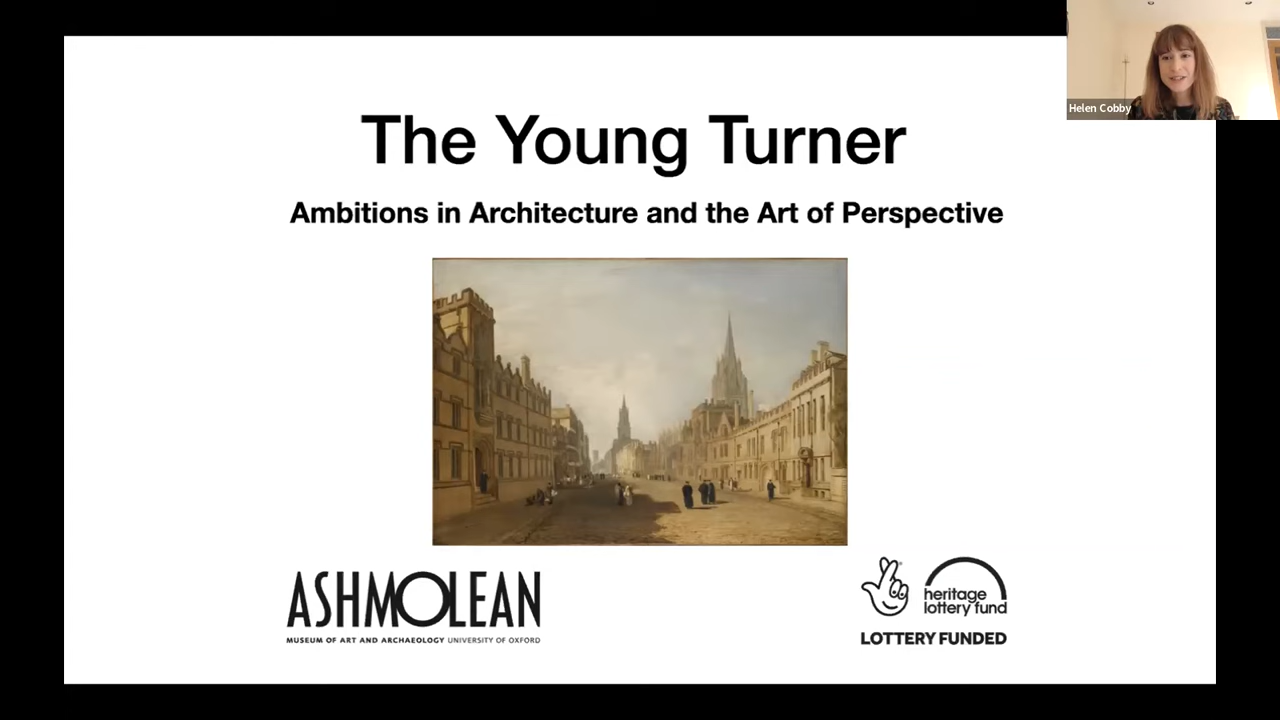 The Young Turner
Helen Cobby
Ambitions in Architecture and the Art of Perspective
ASHMOLEAN
MUSEUM OF ART AND ARCHAEOLOGY UNIVERSITY OF OXFORD
heritage
lottery fund
LOTTERY FUNDED